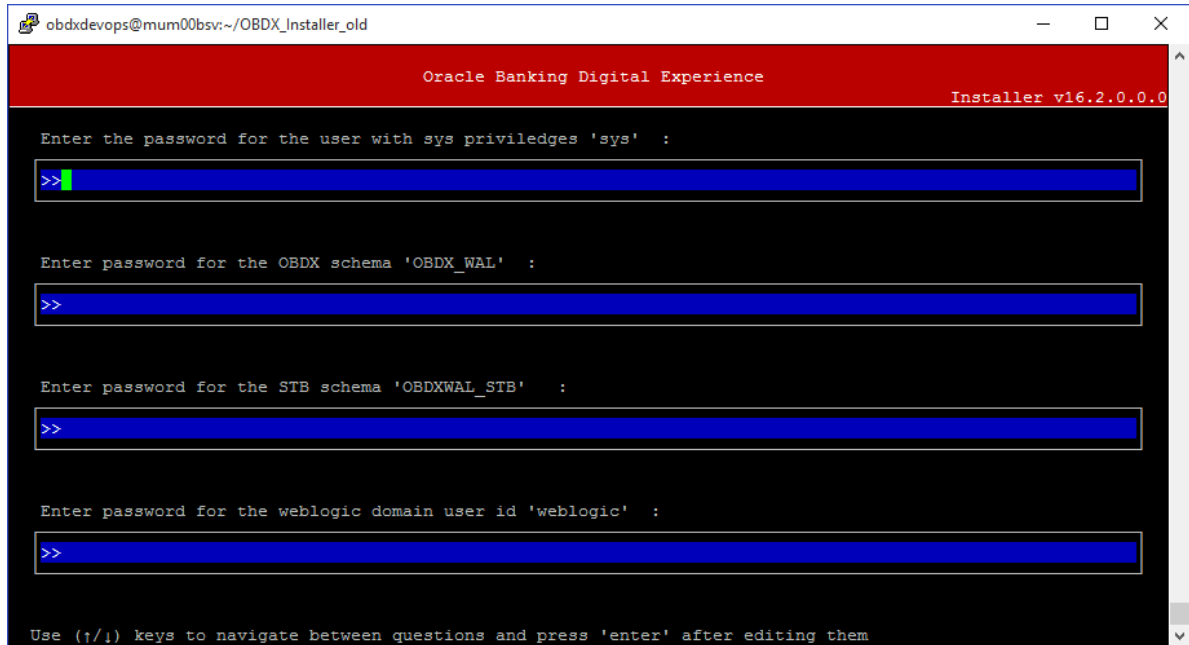 obdxdevops@mum00bsv:~/OBDX_Installer_old
Oracle Banking Digital Experience
Installer v16.2.0.0.0
Enter the password for the user with sys priviledges 'sys'  :
>>
Enter password for the OBDX schema 'OBDX_WAL'  :
>>
Enter password for the STB schema 'OBDXWAL_STB'   :
>>
Enter password for the weblogic domain user id 'weblogic'  :
>>
Use (↑/↓) keys to navigate between questions and press 'enter' after editing them